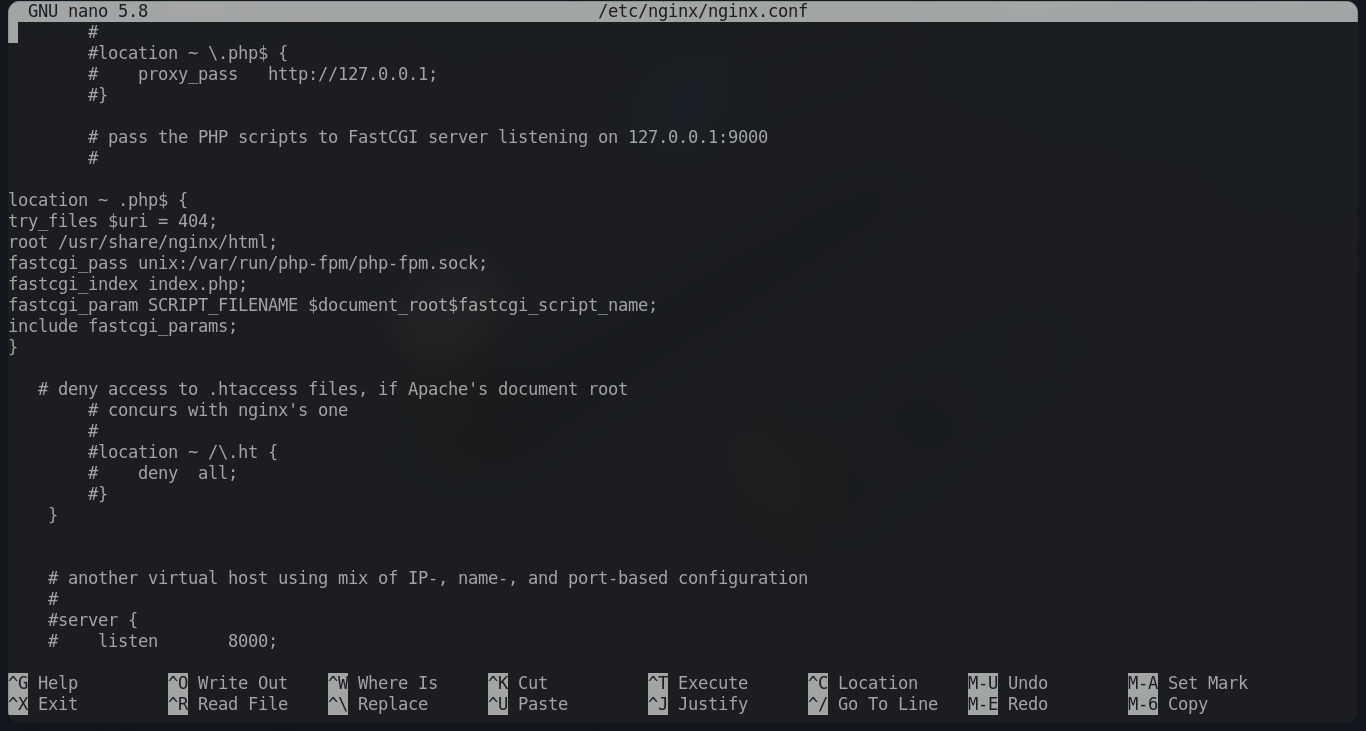 GNU nano 5.8 /etc/nginx/nginx.conf
#
#location ~ \.php$ {
#    proxy_pass   http://127.0.0.1;
#}
# pass the PHP scripts to FastCGI server listening on 127.0.0.1:9000
#
location ~ .php$ {
try_files $uri = 404;
root /usr/share/nginx/html;
fastcgi_pass unix:/var/run/php-fpm/php-fpm.sock;
fastcgi_index index.php;
fastcgi_param SCRIPT_FILENAME $document_root$fastcgi_script_name;
include fastcgi_params;
}
# deny access to .htaccess files, if Apache's document root
# concurs with nginx's one
#
#location ~ /\.ht {
#    deny  all;
#}
}
# another virtual host using mix of IP-, name-, and port-based configuration
#
#server {
#    listen       8000;
^G Help ^O Write Out ^W Where Is ^K Cut ^T Execute ^C Location M-U Undo M-A Set Mark
^X Exit ^R Read File ^\ Replace ^U Paste ^J Justify ^/ Go To Line M-E Redo M-6 Copy